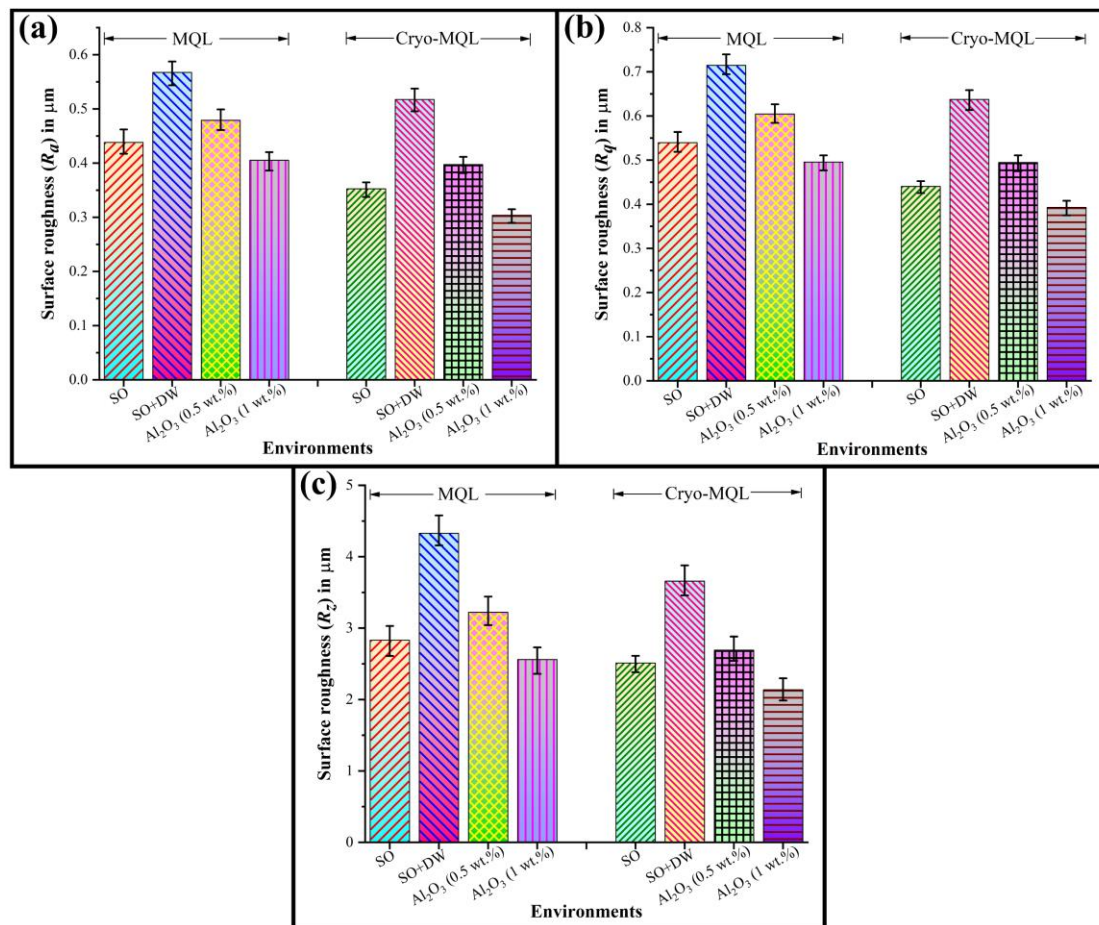 (a)
MQL
Cryo-MQL
Surface roughness (Ra) in µm
0.6
0.5
0.4
0.3
0.2
0.1
0.0
SO
SO+DW
Al₂O₃ (0.5 wt.%)
Al₂O₃ (1 wt.%)
SO
SO+DW
Al₂O₃ (0.5 wt.%)
Al₂O₃ (1 wt.%)
Environments
(b)
MQL
Cryo-MQL
Surface roughness (Rq) in µm
0.8
0.7
0.6
0.5
0.4
0.3
0.2
0.1
0.0
SO
SO+DW
Al₂O₃ (0.5 wt.%)
Al₂O₃ (1 wt.%)
SO
SO+DW
Al₂O₃ (0.5 wt.%)
Al₂O₃ (1 wt.%)
Environments
(c)
MQL
Cryo-MQL
Surface roughness (Rz) in µm
5
4
3
2
1
0
SO
SO+DW
Al₂O₃ (0.5 wt.%)
Al₂O₃ (1 wt.%)
SO
SO+DW
Al₂O₃ (0.5 wt.%)
Al₂O₃ (1 wt.%)
Environments